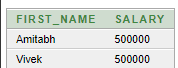 FIRST_NAME SALARY
Amitabh 500000
Vivek 500000